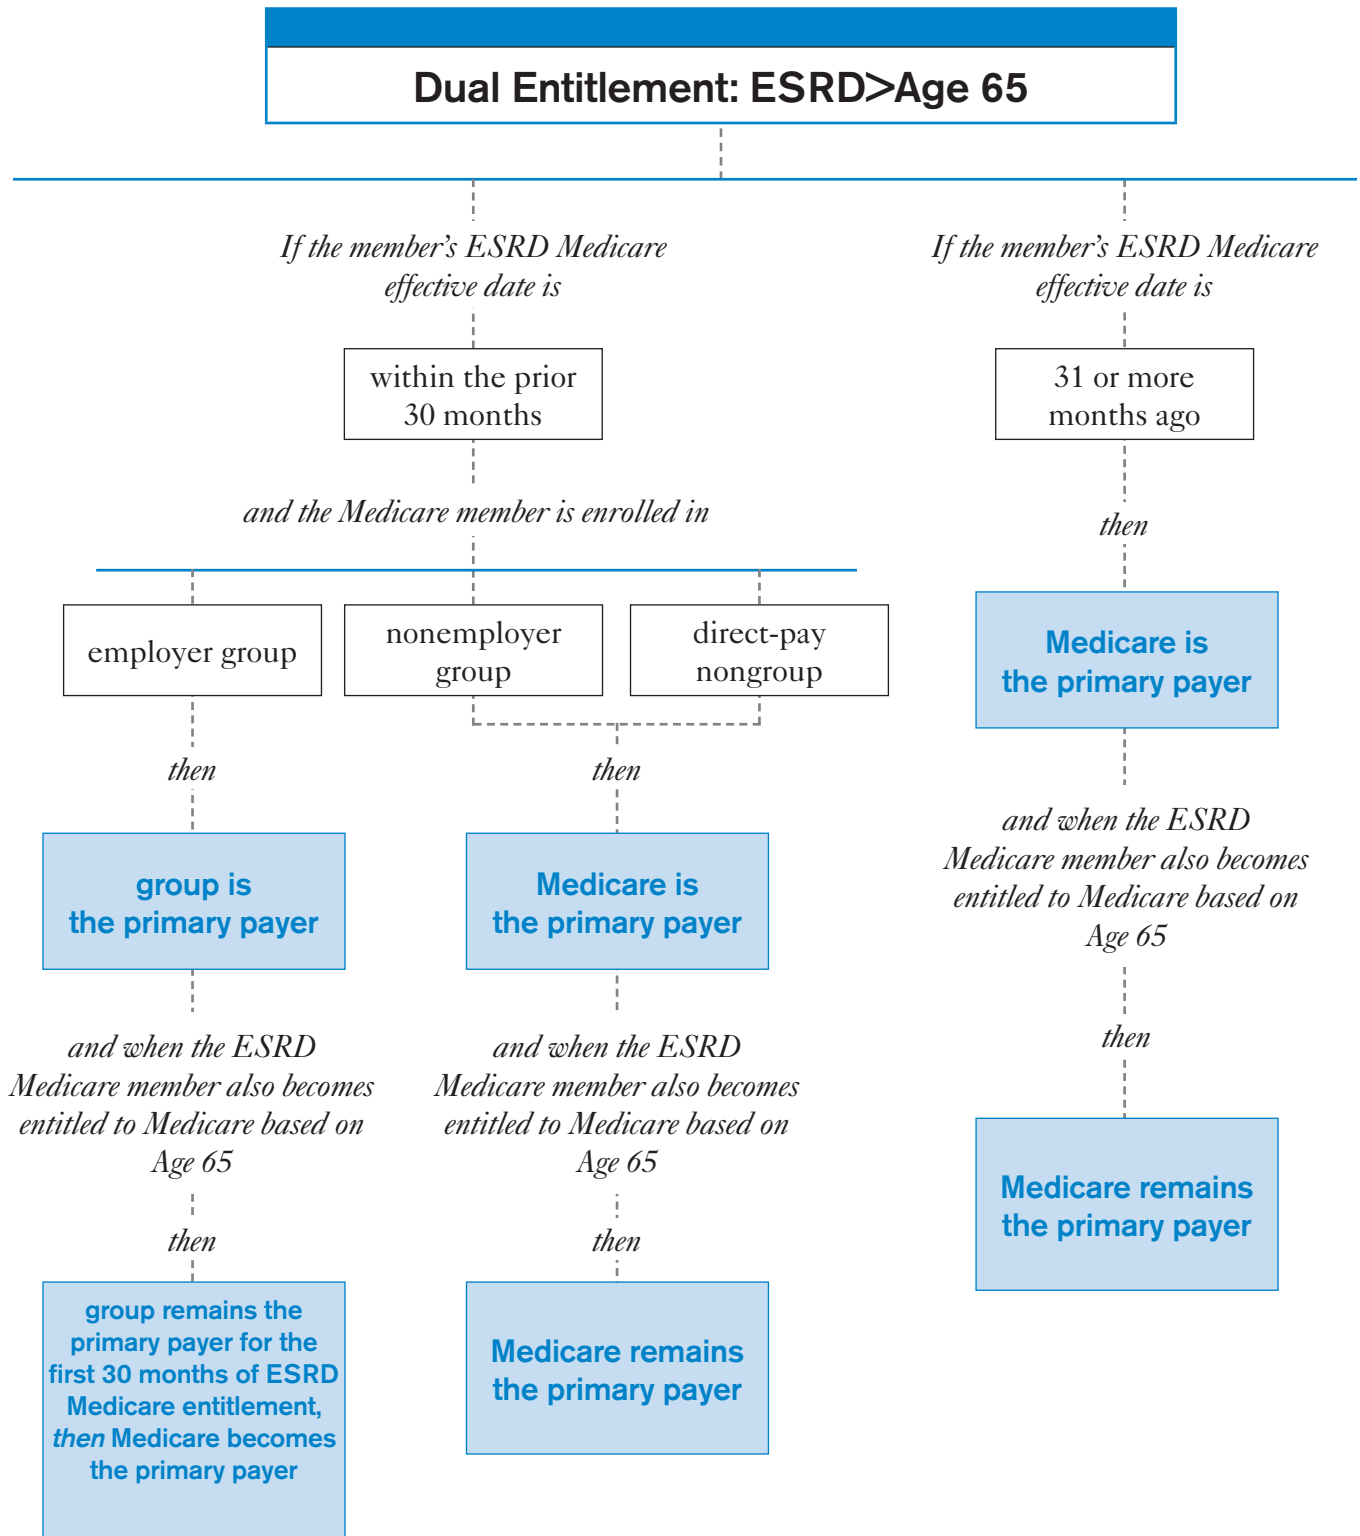 Dual Entitlement: ESRD>Age 65
If the member’s ESRD Medicare
effective date is
within the prior
30 months
and the Medicare member is enrolled in
employer group
nonemployer
group
direct-pay
nongroup
then
group is
the primary payer
and when the ESRD
Medicare member also becomes
entitled to Medicare based on
Age 65
then
group remains the
primary payer for the
first 30 months of ESRD
Medicare entitlement,
then Medicare becomes
the primary payer
then
Medicare is
the primary payer
and when the ESRD
Medicare member also becomes
entitled to Medicare based on
Age 65
then
Medicare remains
the primary payer
If the member’s ESRD Medicare
effective date is
31 or more
months ago
then
Medicare is
the primary payer
and when the ESRD
Medicare member also becomes
entitled to Medicare based on
Age 65
then
Medicare remains
the primary payer